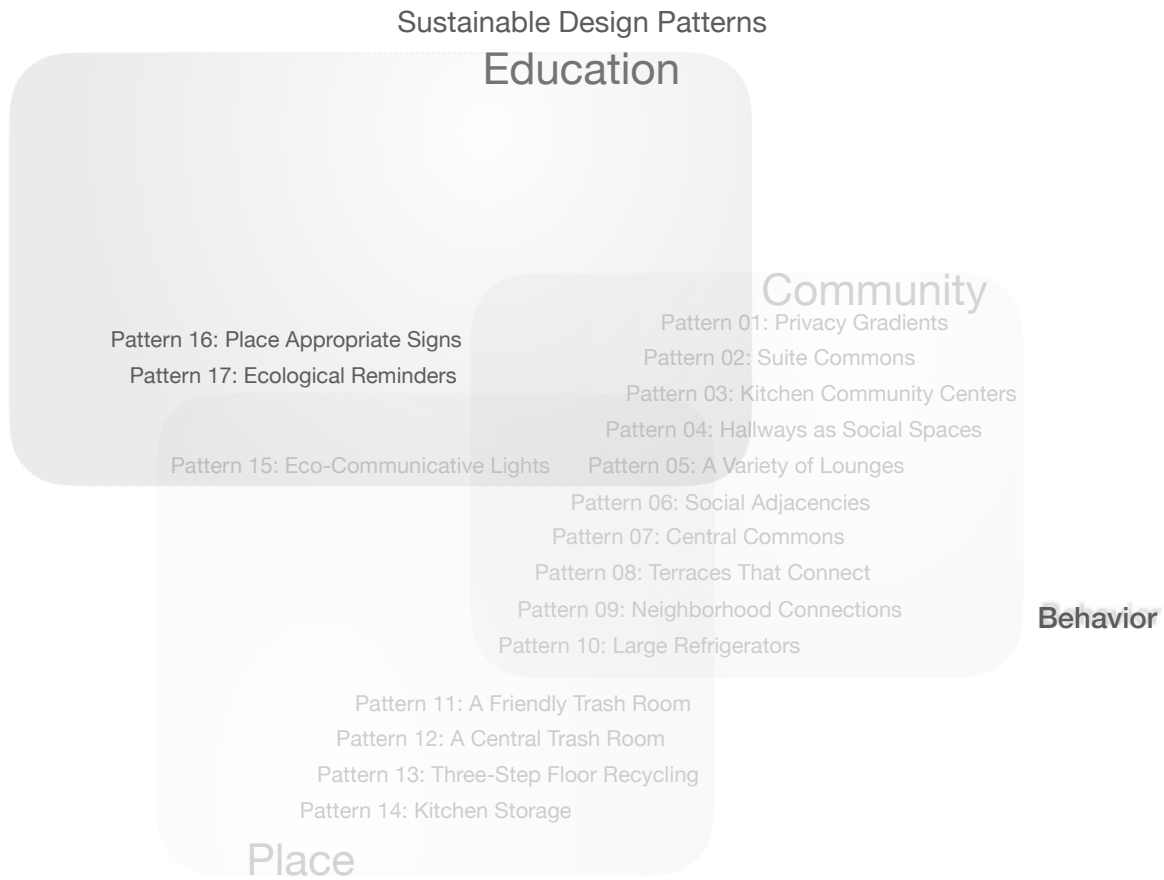 Sustainable Design Patterns
Education
Community
Pattern 01: Privacy Gradients
Pattern 16: Place Appropriate Signs
Pattern 02: Suite Commons
Pattern 17: Ecological Reminders
Pattern 03: Kitchen Community Centers
Pattern 04: Hallways as Social Spaces
Pattern 15: Eco-Communicative Lights
Pattern 05: A Variety of Lounges
Pattern 06: Social Adjacencies
Pattern 07: Central Commons
Pattern 08: Terraces That Connect
Pattern 09: Neighborhood Connections
Behavior
Pattern 10: Large Refrigerators
Pattern 11: A Friendly Trash Room
Pattern 12: A Central Trash Room
Pattern 13: Three-Step Floor Recycling
Pattern 14: Kitchen Storage
Place